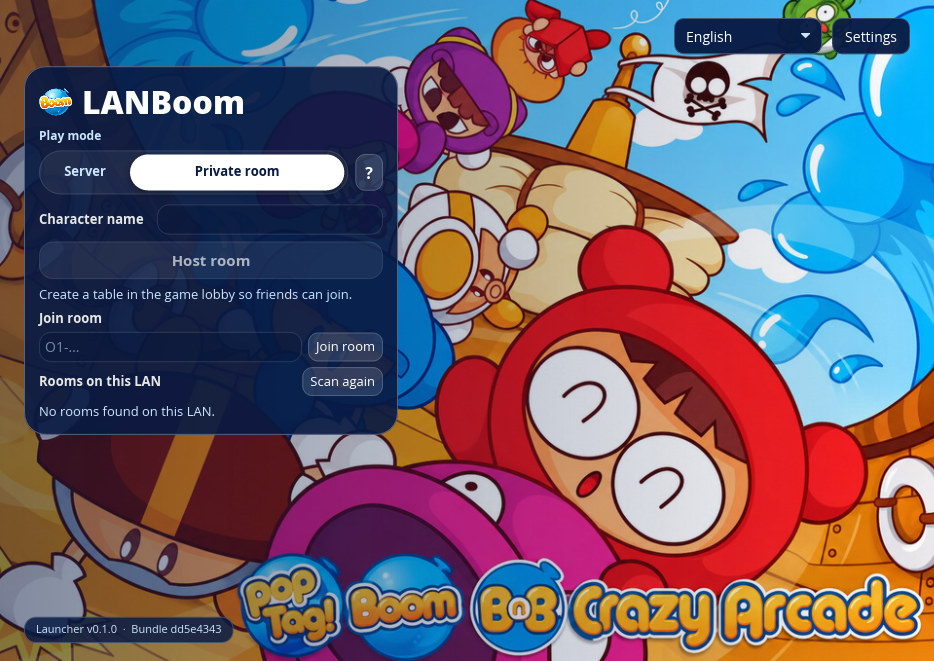 English
Settings
Boom
LANBoom
Play mode
Server
Private room
?
Character name
Host room
Create a table in the game lobby so friends can join.
Join room
O1-...
Join room
Rooms on this LAN
Scan again
No rooms found on this LAN.
POP TAG!
Boom
BnB
Crazy Arcade
Launcher v0.1.0 · Bundle dd5e4343